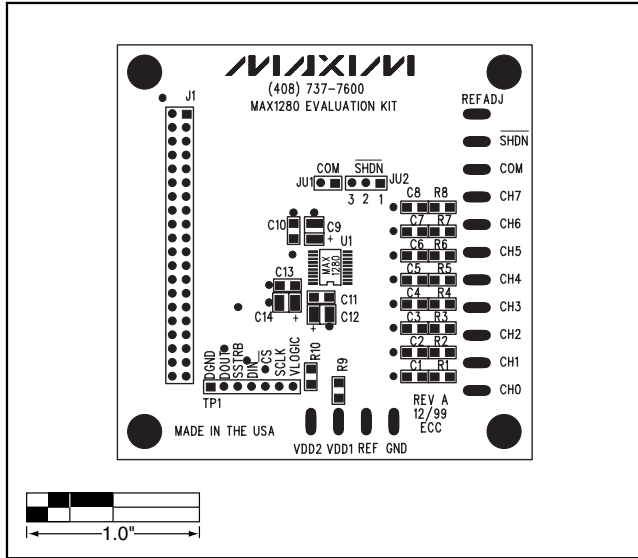 MAXIM
(408) 737-7600
MAX1280 EVALUATION KIT
J1
REFADJ
SHDN
COM
CH7
CH6
CH5
CH4
CH3
CH2
CH1
CH0
COM SHDN
JU1 JU2
3 2 1
C8 R8
C7 R7
C6 R6
C5 R5
C4 R4
C3 R3
C2 R2
C1 R1
C10 C9
+
U1
MAX
1280
C13
C14 +
C11
C12
+
R10 R9
DGND
DOUT
SSTRB
DIN
CS
SCLK
VLOGIC
TP1
REV A
12/99
ECC
MADE IN THE USA
VDD2 VDD1 REF GND
1.0"